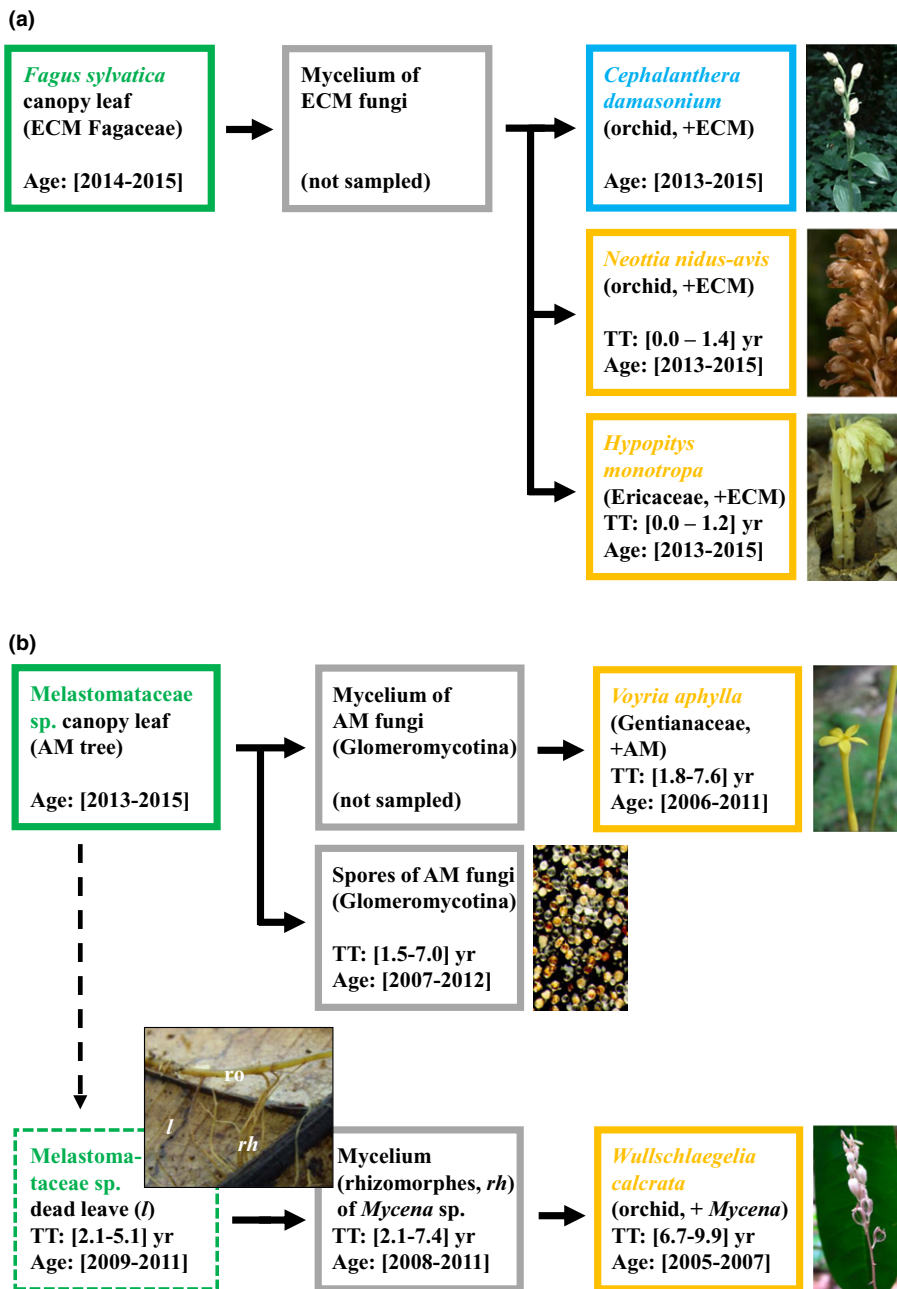 (a)
Fagus sylvatica
canopy leaf
(ECM Fagaceae)
Age: [2014-2015]
Mycelium of
ECM fungi
(not sampled)
Cephalanthera
damasonium
(orchid, +ECM)
Age: [2013-2015]
Neottia nidus-avis
(orchid, +ECM)
TT: [0.0 – 1.4] yr
Age: [2013-2015]
Hypopitys
monotropa
(Ericaceae, +ECM)
TT: [0.0 – 1.2] yr
Age: [2013-2015]
(b)
Melastomataceae
sp. canopy leaf
(AM tree)
Age: [2013-2015]
Mycelium of
AM fungi
(Glomeromycotina)
(not sampled)
Voyria aphylla
(Gentianaceae,
+AM)
TT: [1.8-7.6] yr
Age: [2006-2011]
Spores of AM fungi
(Glomeromycotina)
TT: [1.5-7.0] yr
Age: [2007-2012]
ro
l
rh
Melastoma-
taceae sp.
dead leave (l)
TT: [2.1-5.1] yr
Age: [2009-2011]
Mycelium
(rhizomorphes, rh)
of Mycena sp.
TT: [2.1-7.4] yr
Age: [2008-2011]
Wullschlaegelia
calcrata
(orchid, + Mycena)
TT: [6.7-9.9] yr
Age: [2005-2007]